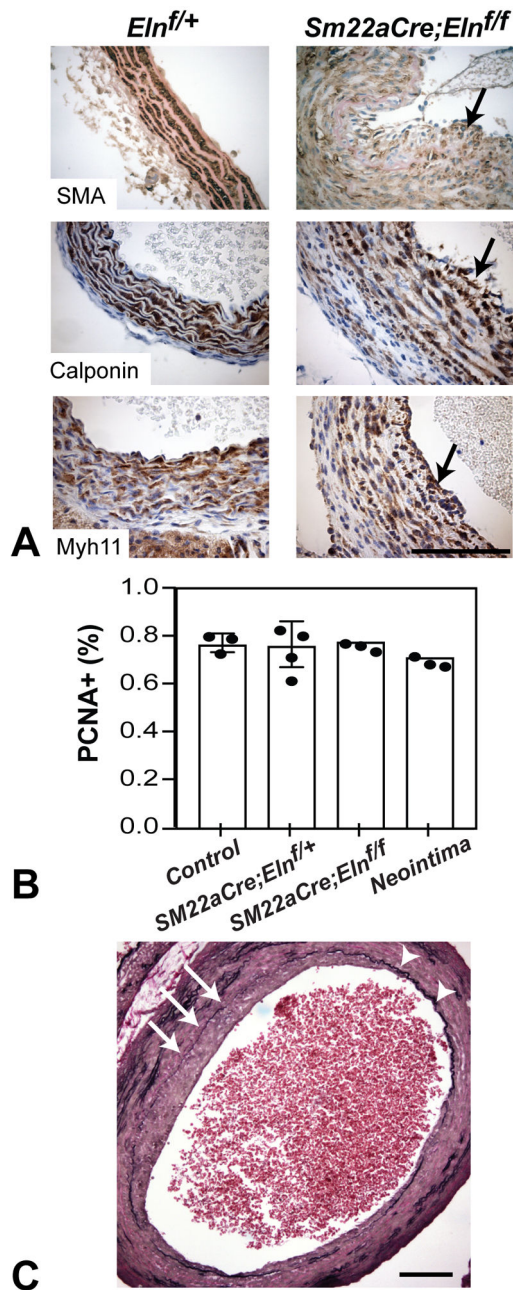 Eln^f/+
Sm22aCre;Eln^f/f
SMA
Calponin
Myh11
A
PCNA+ (%)
1.0
0.8
0.6
0.4
0.2
0.0
Control
SM22aCre;Eln^f/+
SM22aCre;Eln^f/f
Neointima
B
C